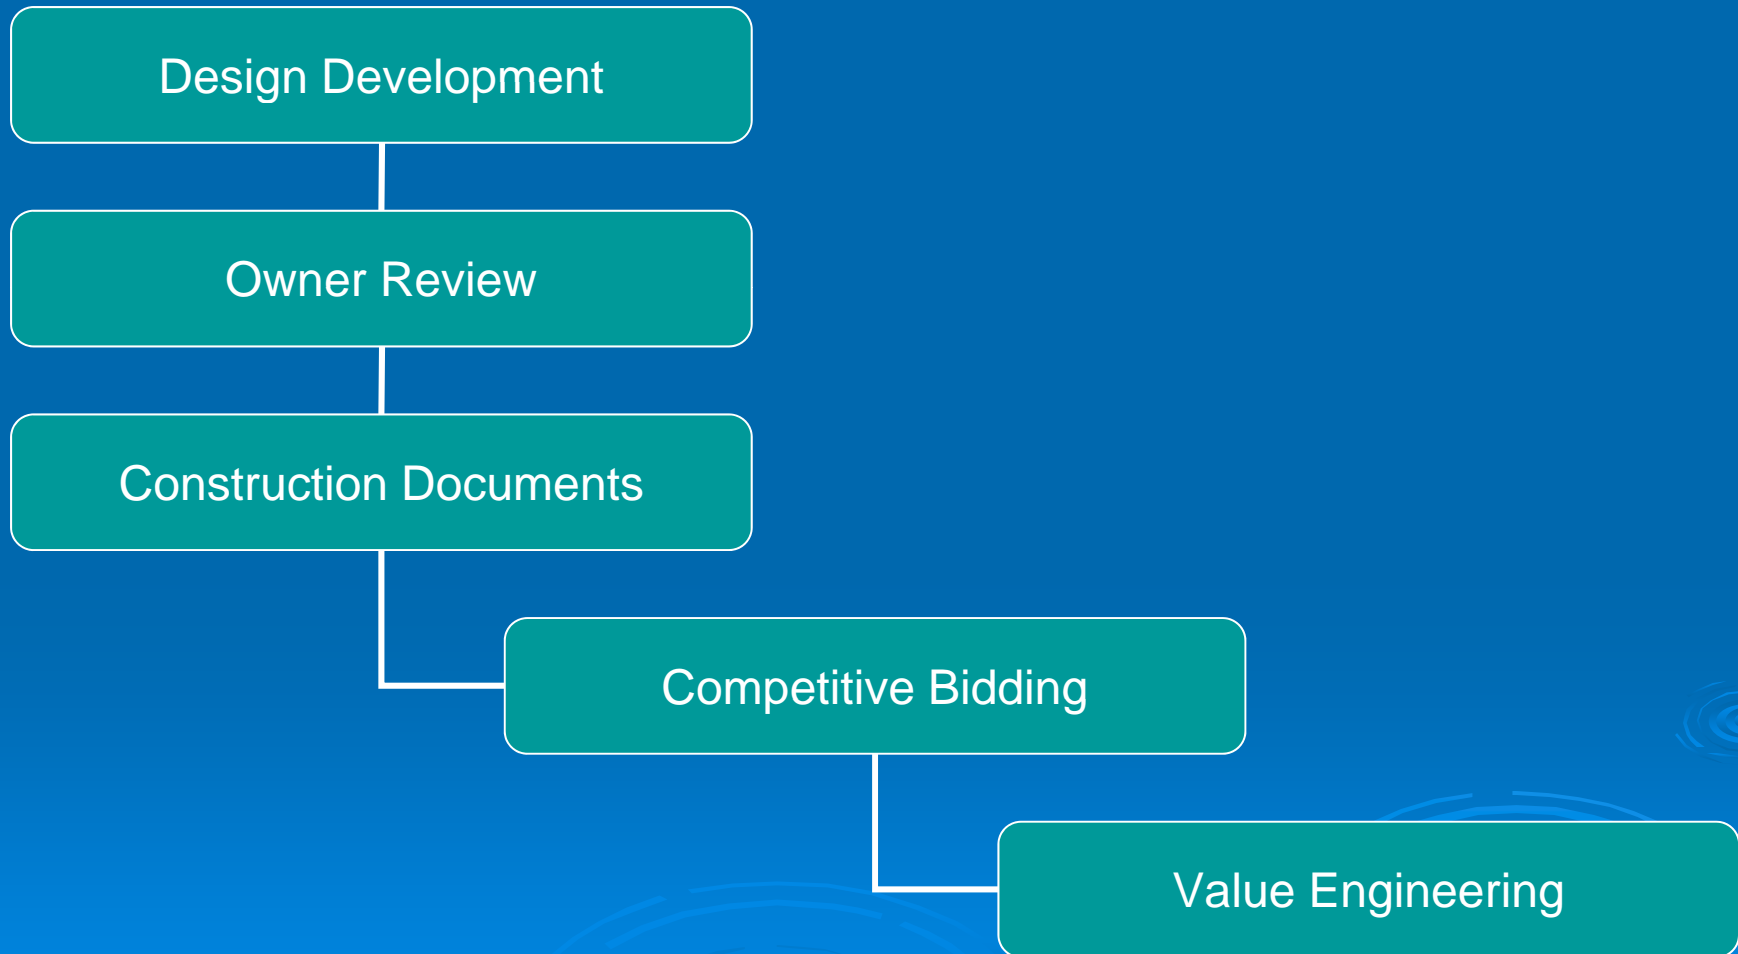 Design Development
Owner Review
Construction Documents
Competitive Bidding
Value Engineering